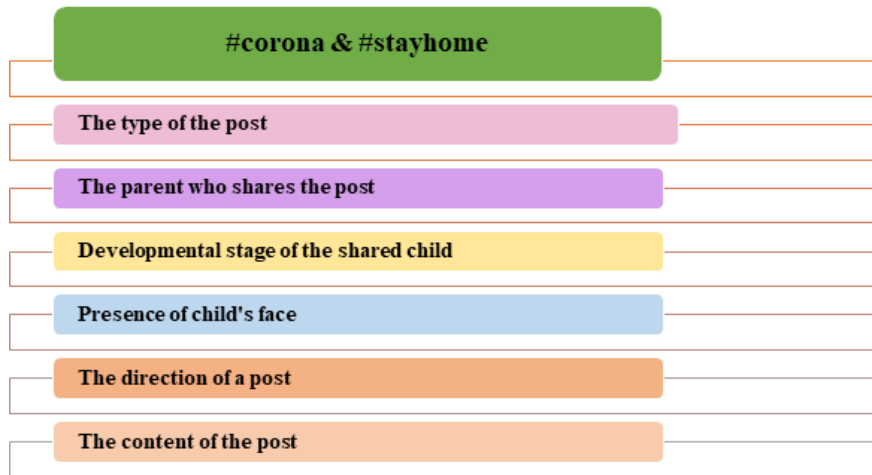 #corona & #stayhome
The type of the post
The parent who shares the post
Developmental stage of the shared child
Presence of child's face
The direction of a post
The content of the post